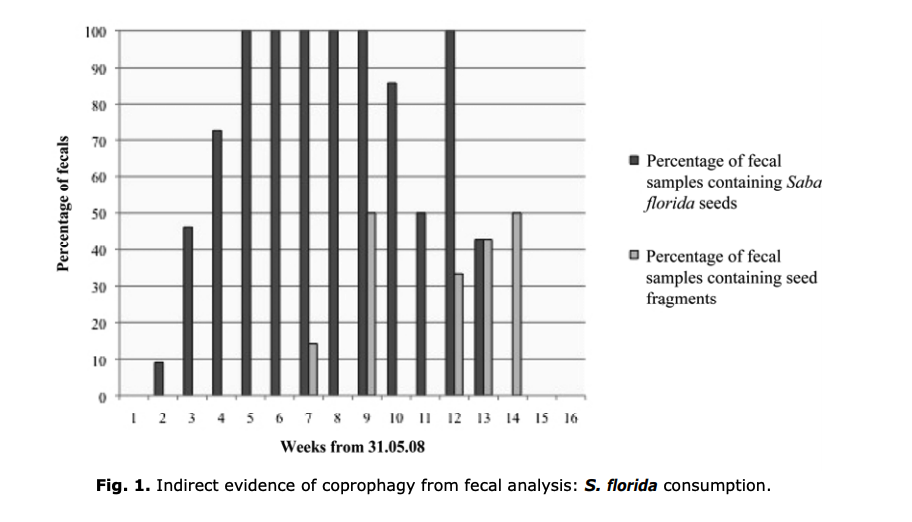 100
90
80
70
60
50
40
30
20
10
0
Percentage of fecals
1 2 3 4 5 6 7 8 9 10 11 12 13 14 15 16
Weeks from 31.05.08
Percentage of fecal
samples containing Saba
florida seeds
Percentage of fecal
samples containing seed
fragments
Fig. 1. Indirect evidence of coprophagy from fecal analysis: S. florida consumption.